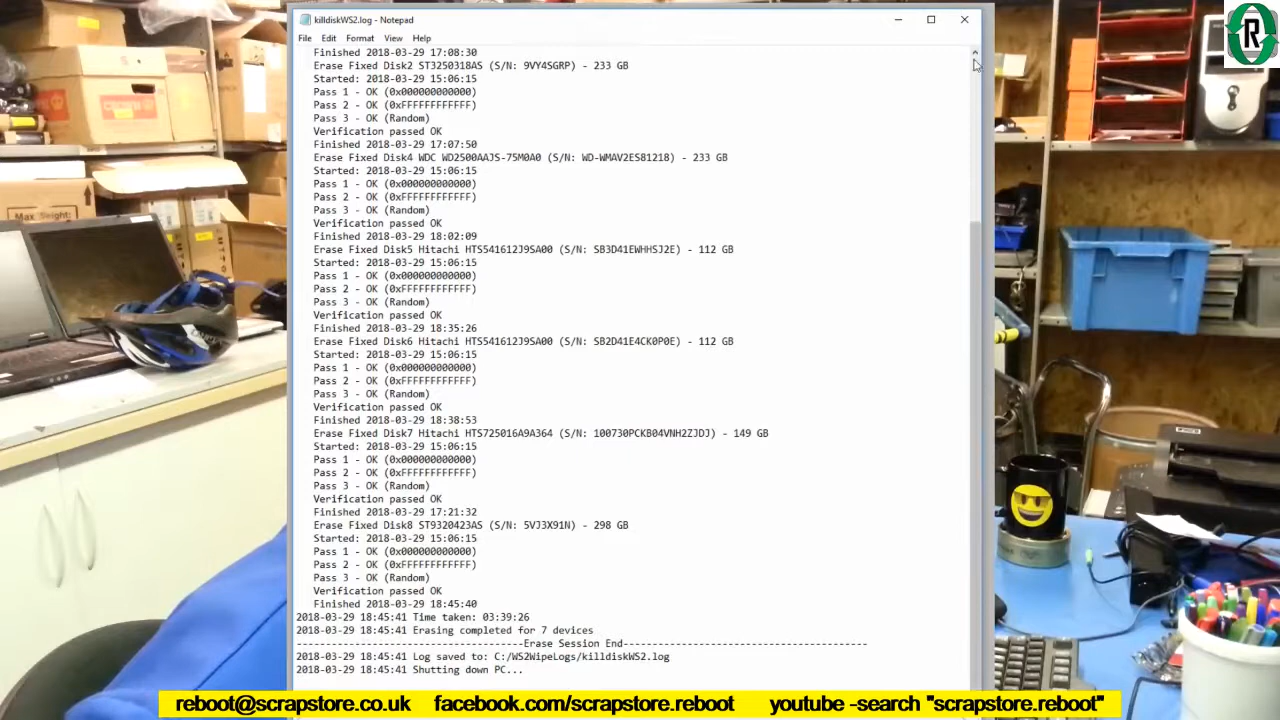 killdiskWS2.log - Notepad
R
File Edit Format View Help
Finished 2018-03-29 17:08:30
Erase Fixed Disk2 ST3250318AS (S/N: 9VY4SGRP) - 233 GB
Started: 2018-03-29 15:06:15
Pass 1 - OK (0x000000000000)
Pass 2 - OK (0xFFFFFFFFFFFF)
Pass 3 - OK (Random)
Verification passed OK
Finished 2018-03-29 17:07:50
Erase Fixed Disk4 WDC WD2500AAJS-75M0A0 (S/N: WD-WMAV2ES81218) - 233 GB
Started: 2018-03-29 15:06:15
Pass 1 - OK (0x000000000000)
Pass 2 - OK (0xFFFFFFFFFFFF)
Pass 3 - OK (Random)
Verification passed OK
Finished 2018-03-29 18:02:09
Erase Fixed Disk5 Hitachi HTS541612J9SA00 (S/N: SB3D41EWHHSJ2E) - 112 GB
Started: 2018-03-29 15:06:15
Pass 1 - OK (0x000000000000)
Pass 2 - OK (0xFFFFFFFFFFFF)
Pass 3 - OK (Random)
Verification passed OK
Finished 2018-03-29 18:35:26
Erase Fixed Disk6 Hitachi HTS541612J9SA00 (S/N: SB2D41E4CK0P0E) - 112 GB
Started: 2018-03-29 15:06:15
Pass 1 - OK (0x000000000000)
Pass 2 - OK (0xFFFFFFFFFFFF)
Pass 3 - OK (Random)
Verification passed OK
Finished 2018-03-29 18:38:53
Erase Fixed Disk7 Hitachi HTS725016A9A364 (S/N: 100730PCKB04VNH2ZJDJ) - 149 GB
Started: 2018-03-29 15:06:15
Pass 1 - OK (0x000000000000)
Pass 2 - OK (0xFFFFFFFFFFFF)
Pass 3 - OK (Random)
Verification passed OK
Finished 2018-03-29 17:21:32
Erase Fixed Disk8 ST9320423AS (S/N: 5VJ3X91N) - 298 GB
Started: 2018-03-29 15:06:15
Pass 1 - OK (0x000000000000)
Pass 2 - OK (0xFFFFFFFFFFFF)
Pass 3 - OK (Random)
Verification passed OK
Finished 2018-03-29 18:45:40
2018-03-29 18:45:41 Time taken: 03:39:26
2018-03-29 18:45:41 Erasing completed for 7 devices
---------------------------------------Erase Session End------------------------------------------
2018-03-29 18:45:41 Log saved to: C:/WS2WipeLogs/killdiskWS2.log
2018-03-29 18:45:41 Shutting down PC...
reboot@scrapstore.co.uk facebook.com/scrapstore.reboot youtube -search "scrapstore.reboot"